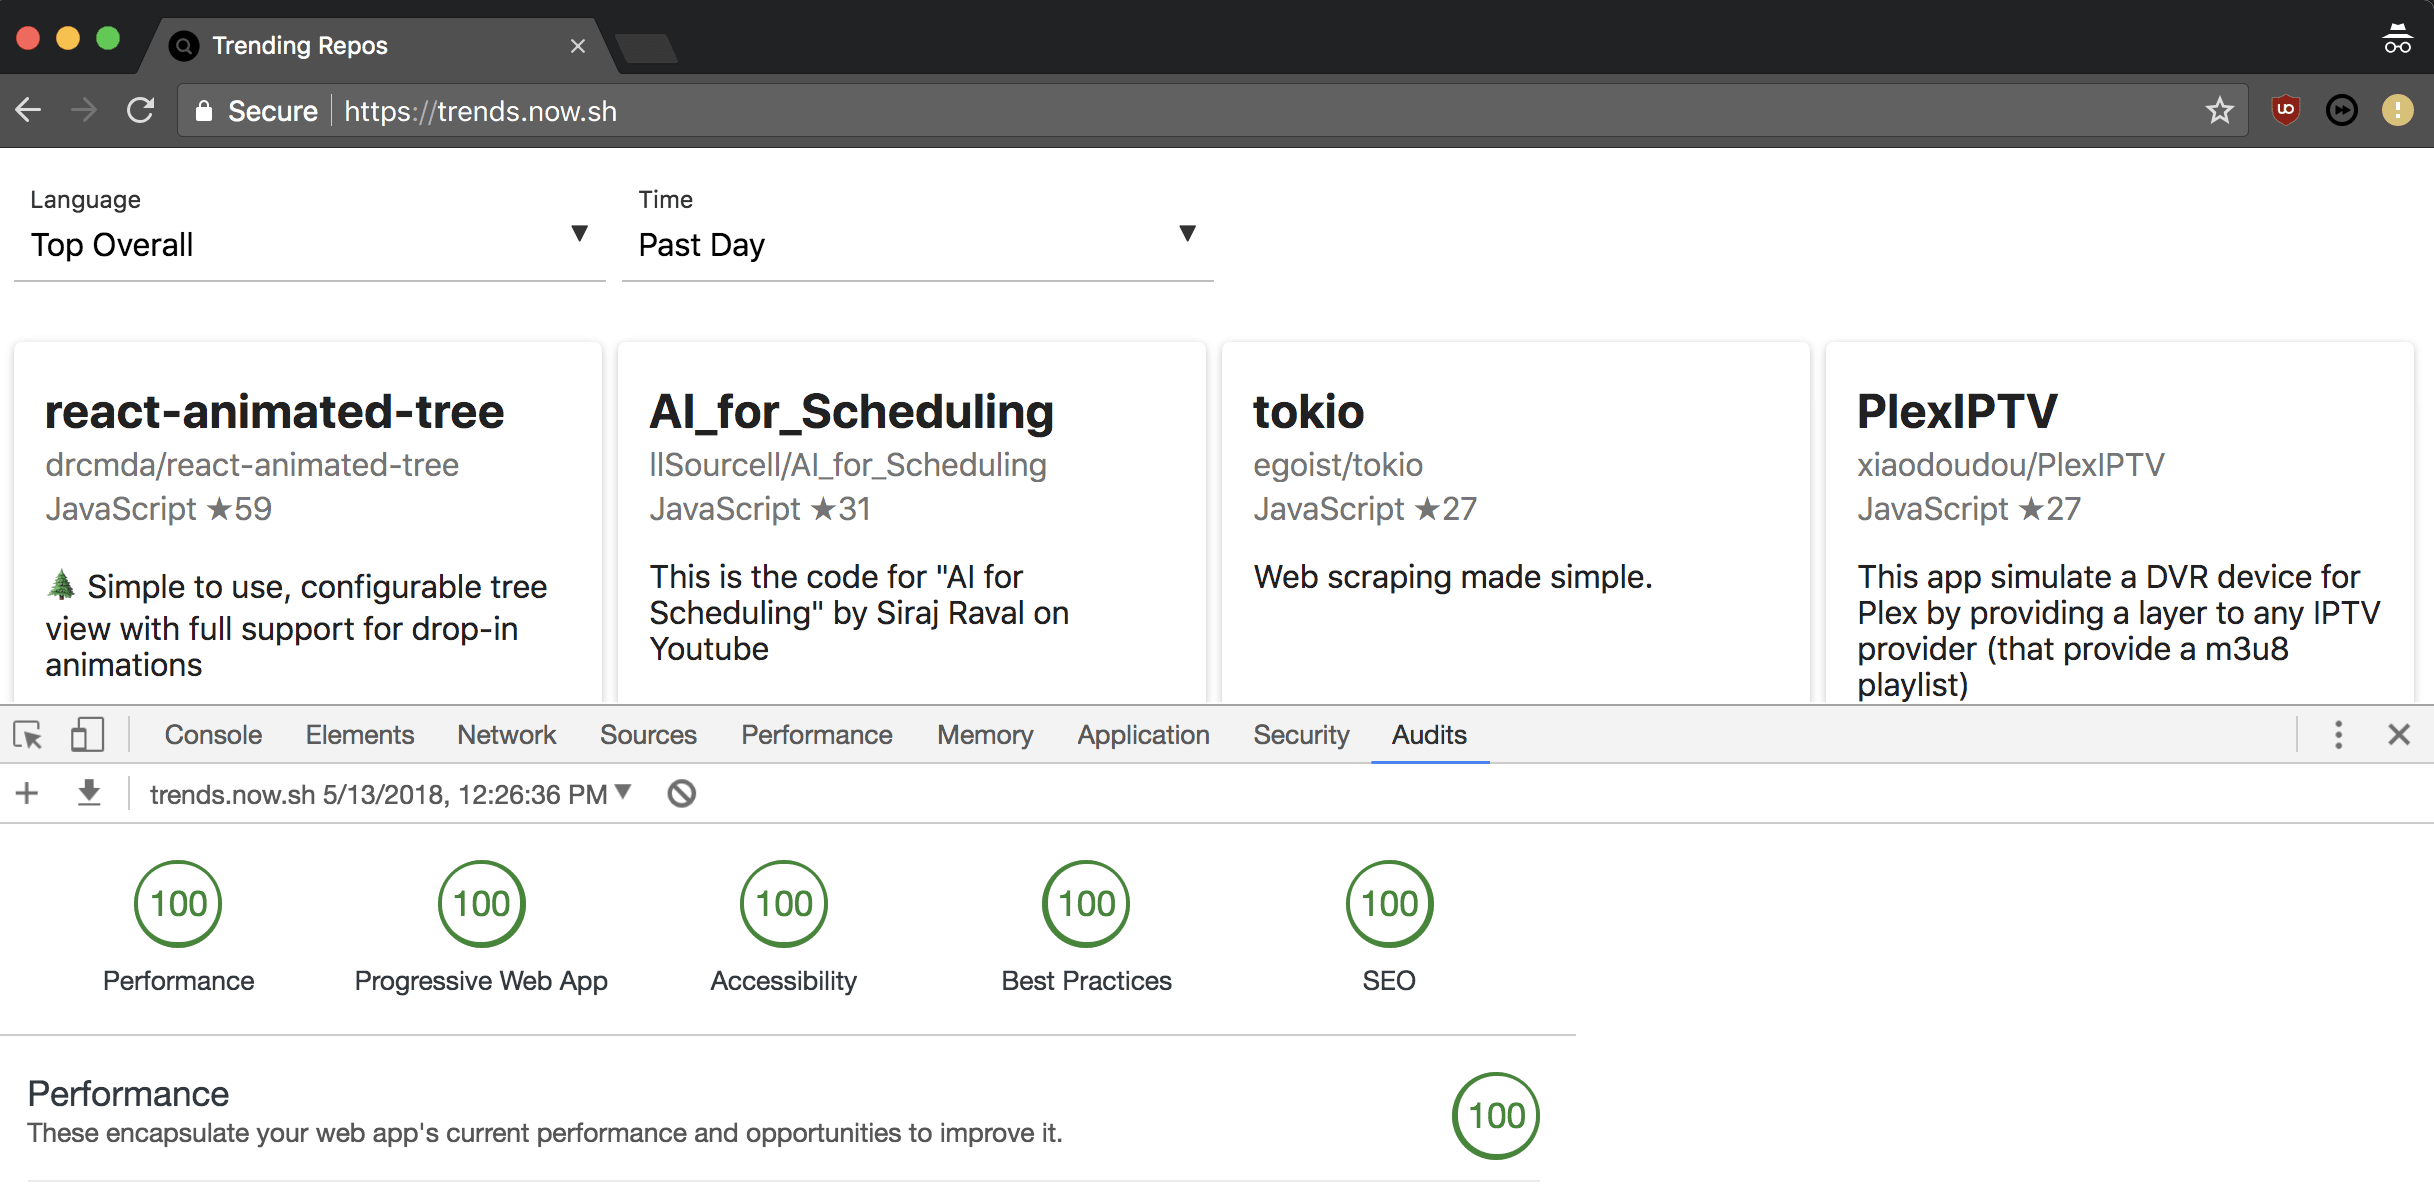 Trending Repos
Secure https://trends.now.sh
Language
Top Overall
Time
Past Day
react-animated-tree
drcmda/react-animated-tree
JavaScript ★59
🌲 Simple to use, configurable tree
view with full support for drop-in
animations
AI_for_Scheduling
llSourcell/AI_for_Scheduling
JavaScript ★31
This is the code for "AI for
Scheduling" by Siraj Raval on
Youtube
tokio
egoist/tokio
JavaScript ★27
Web scraping made simple.
PlexIPTV
xiaodoudou/PlexIPTV
JavaScript ★27
This app simulate a DVR device for
Plex by providing a layer to any IPTV
provider (that provide a m3u8
playlist)
Console Elements Network Sources Performance Memory Application Security Audits
trends.now.sh 5/13/2018, 12:26:36 PM
100 100 100 100 100
Performance Progressive Web App Accessibility Best Practices SEO
Performance
These encapsulate your web app's current performance and opportunities to improve it.
100